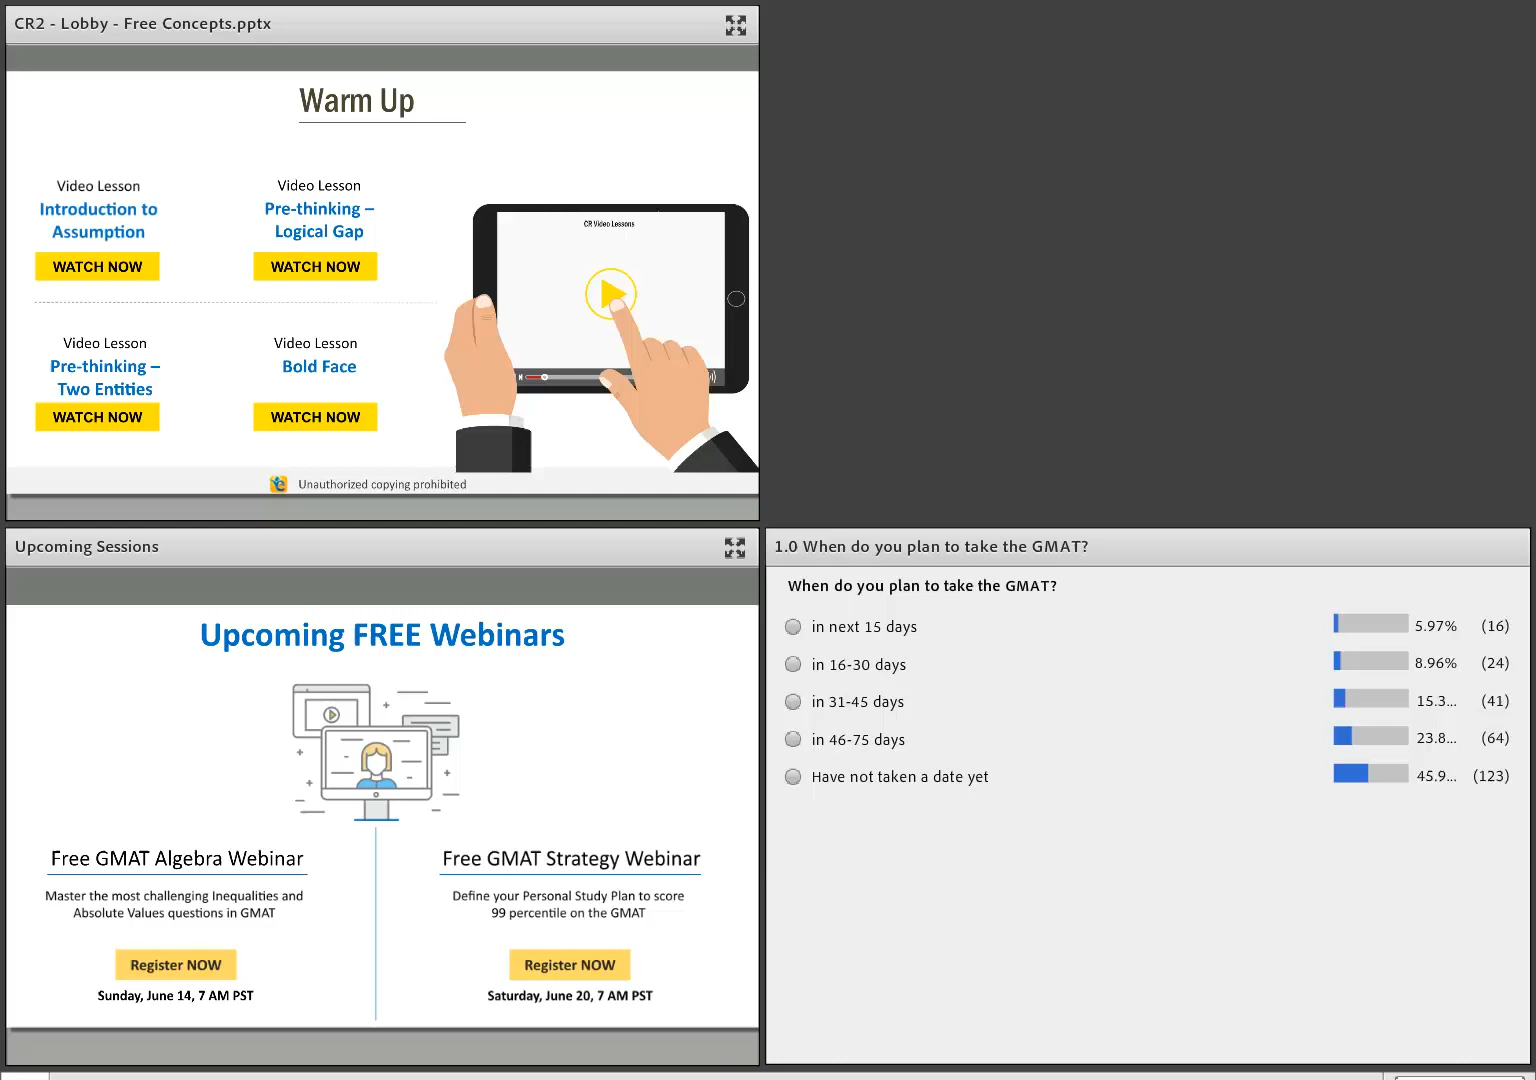 CR2 - Lobby - Free Concepts.pptx
Warm Up
Video Lesson
Introduction to
Assumption
WATCH NOW
Video Lesson
Pre-thinking –
Logical Gap
WATCH NOW
CR Video Lessons
Video Lesson
Pre-thinking –
Two Entities
WATCH NOW
Video Lesson
Bold Face
WATCH NOW
Unauthorized copying prohibited
Upcoming Sessions
Upcoming FREE Webinars
Free GMAT Algebra Webinar
Master the most challenging Inequalities and
Absolute Values questions in GMAT
Register NOW
Sunday, June 14, 7 AM PST
Free GMAT Strategy Webinar
Define your Personal Study Plan to score
99 percentile on the GMAT
Register NOW
Saturday, June 20, 7 AM PST
1.0 When do you plan to take the GMAT?
When do you plan to take the GMAT?
in next 15 days 5.97% (16)
in 16-30 days 8.96% (24)
in 31-45 days 15.3... (41)
in 46-75 days 23.8... (64)
Have not taken a date yet 45.9... (123)